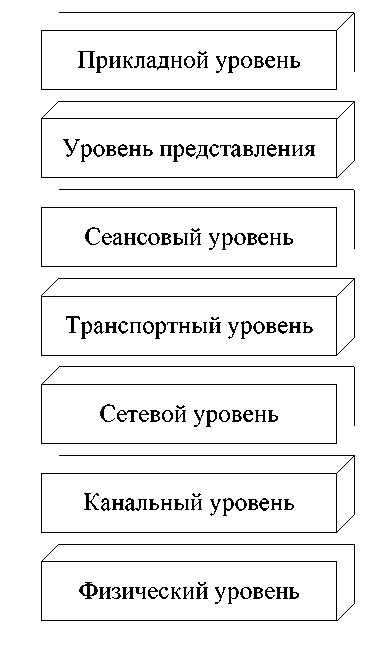 Прикладной уровень
Уровень представления
Сеансовый уровень
Транспортный уровень
Сетевой уровень
Канальный уровень
Физический уровень